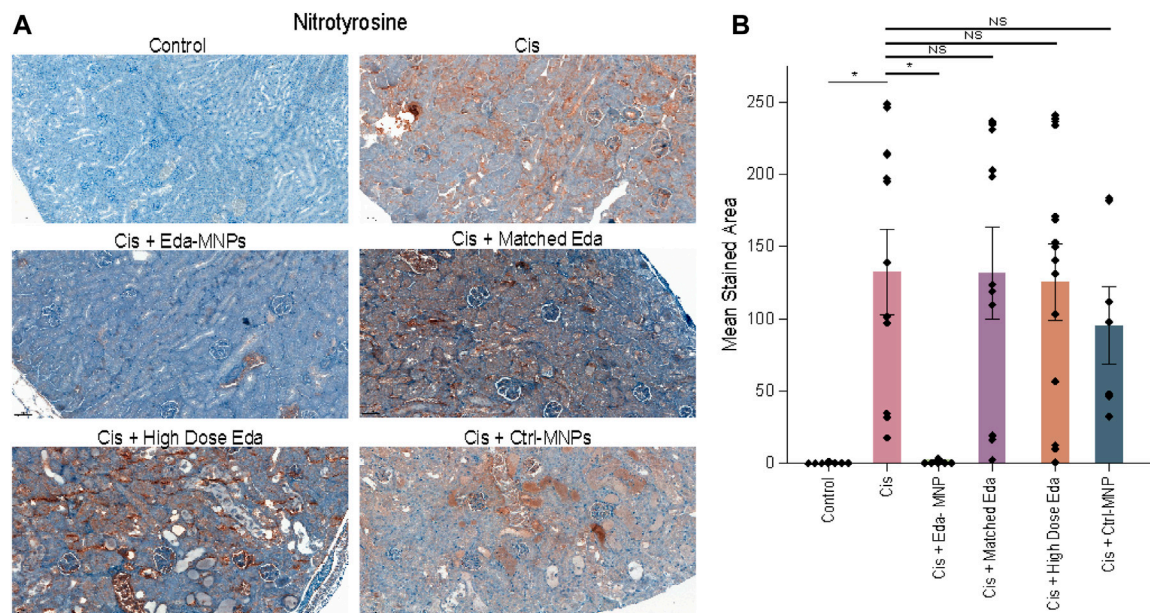 A
Nitrotyrosine
Control
Cis
Cis + Eda-MNPs
Cis + Matched Eda
Cis + High Dose Eda
Cis + Ctrl-MNPs
B
NS
NS
NS
*
*
Mean Stained Area
250
200
150
100
50
0
Control
Cis
Cis + Eda- MNP
Cis + Matched Eda
Cis + High Dose Eda
Cis + Ctrl-MNP